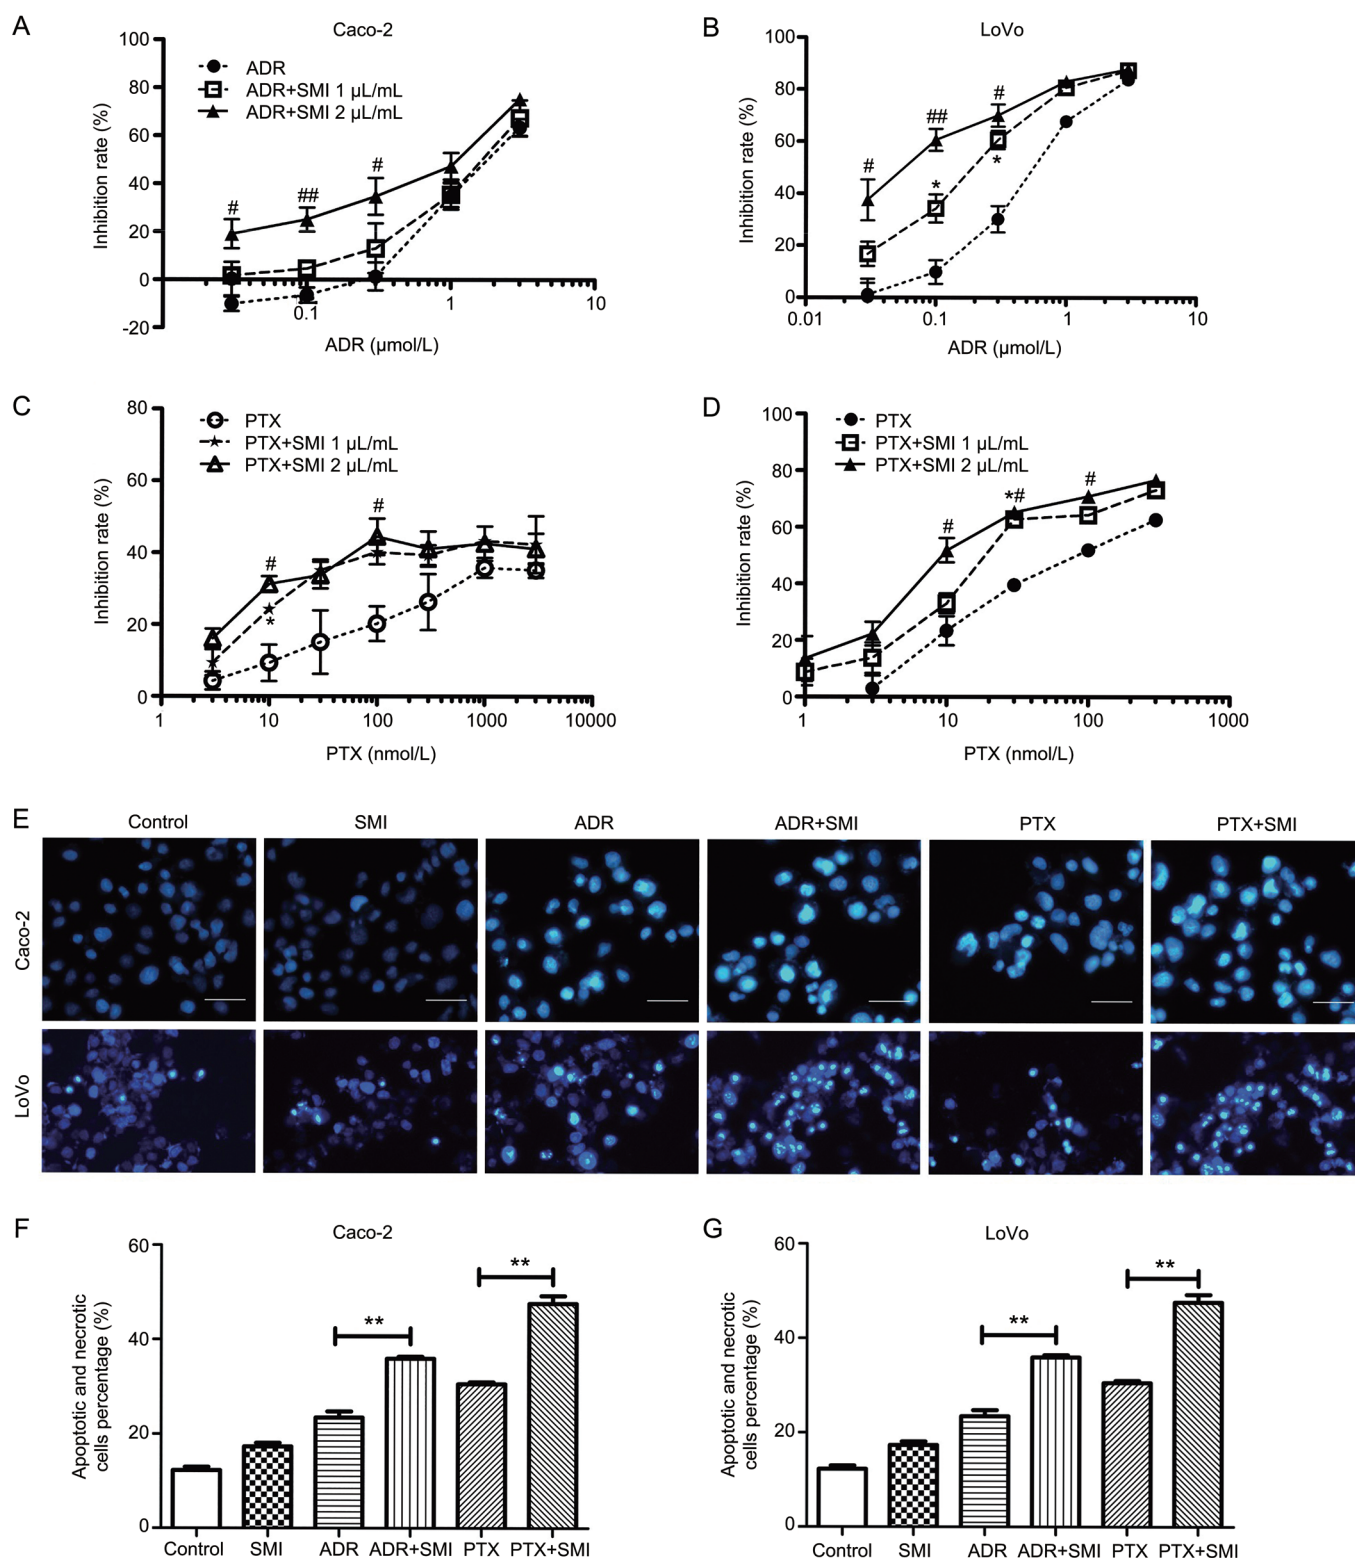 A
Caco-2
100
80
60
40
20
0
-20
Inhibition rate (%)
ADR
ADR+SMI 1 µL/mL
ADR+SMI 2 µL/mL
#
##
#
0.1
1
10
ADR (µmol/L)
B
LoVo
100
80
60
40
20
0
Inhibition rate (%)
#
##
#
*
*
0.01
0.1
1
10
ADR (µmol/L)
C
80
60
40
20
0
Inhibition rate (%)
PTX
PTX+SMI 1 µL/mL
PTX+SMI 2 µL/mL
#
*
#
1
10
100
1000
10000
PTX (nmol/L)
D
100
80
60
40
20
0
Inhibition rate (%)
PTX
PTX+SMI 1 µL/mL
PTX+SMI 2 µL/mL
#
*#
#
1
10
100
1000
PTX (nmol/L)
E
Control
SMI
ADR
ADR+SMI
PTX
PTX+SMI
Caco-2
LoVo
F
Caco-2
60
40
20
0
Apoptotic and necrotic
cells percentage (%)
**
**
Control
SMI
ADR
ADR+SMI
PTX
PTX+SMI
G
LoVo
60
40
20
0
Apoptotic and necrotic
cells percentage (%)
**
**
Control
SMI
ADR
ADR+SMI
PTX
PTX+SMI